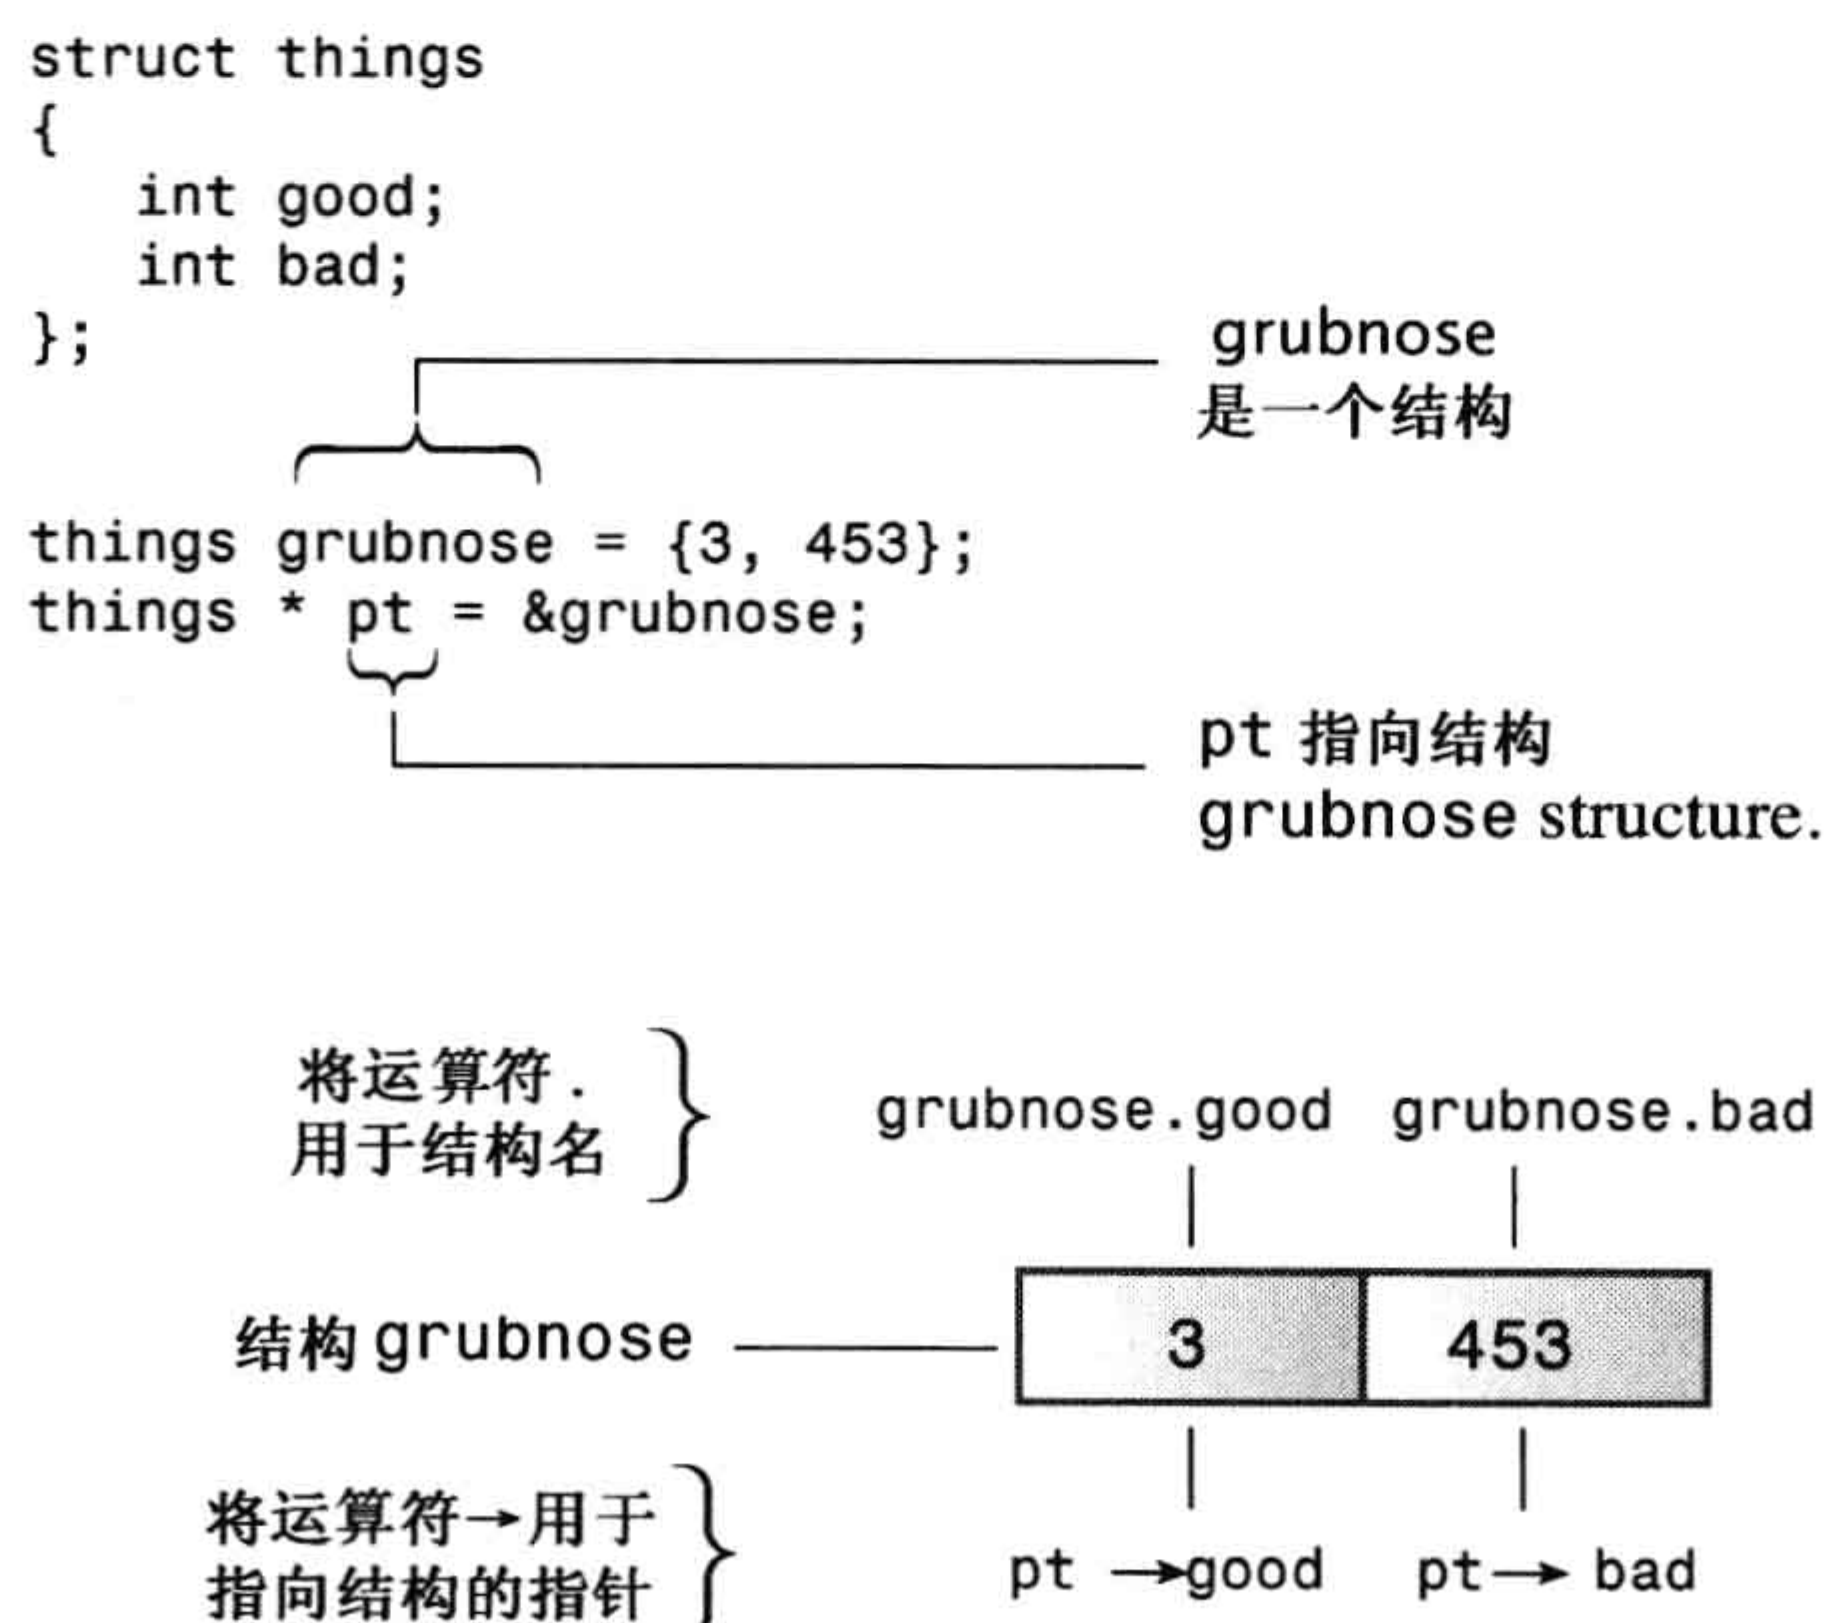 struct things
{
int good;
int bad;
};
grubnose
是一个结构
things grubnose = {3, 453};
things * pt = &grubnose;
pt 指向结构
grubnose structure.
将运算符.
用于结构名
grubnose.good grubnose.bad
结构 grubnose
3 453
将运算符→用于
指向结构的指针
pt →good pt→ bad